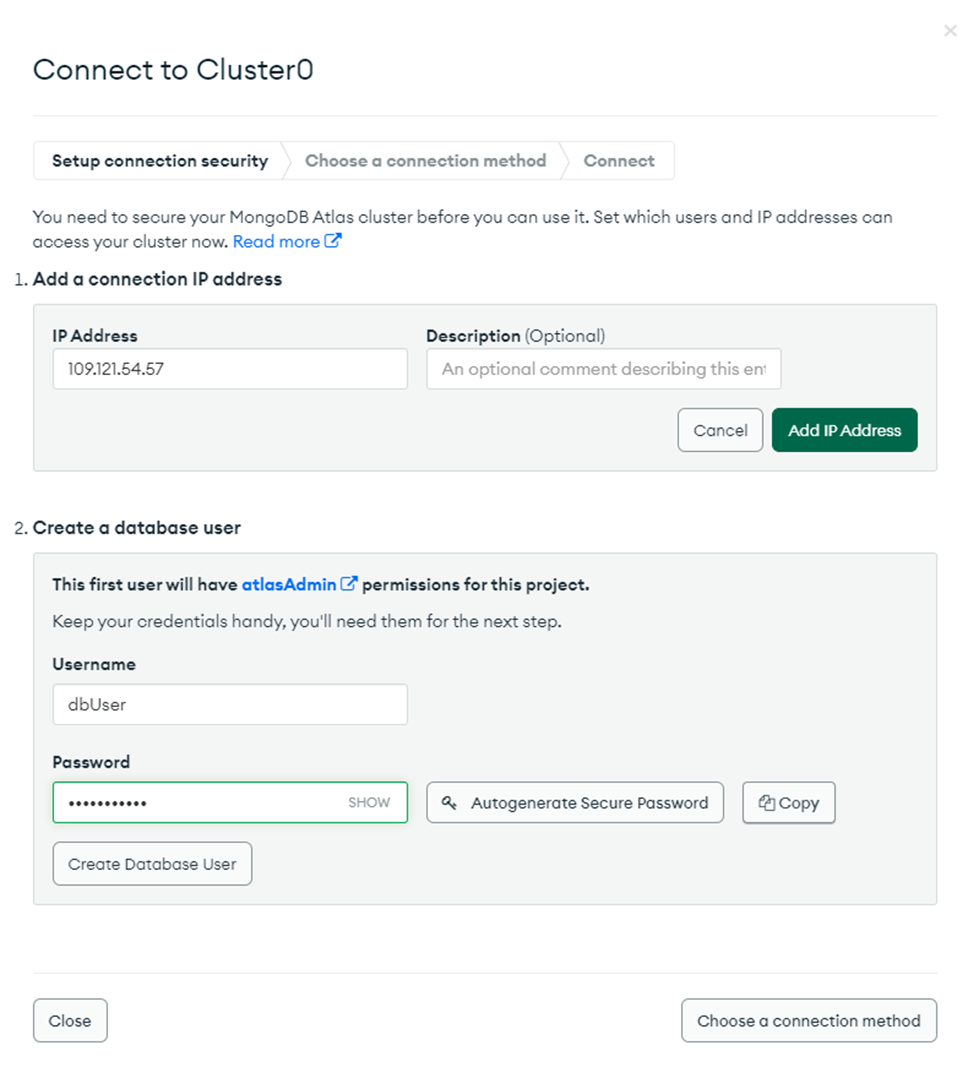 Connect to Cluster0
Setup connection security
Choose a connection method
Connect
You need to secure your MongoDB Atlas cluster before you can use it. Set which users and IP addresses can
access your cluster now. Read more
1. Add a connection IP address
IP Address
Description (Optional)
109.121.54.57
An optional comment describing this ent
Cancel
Add IP Address
2. Create a database user
This first user will have atlasAdmin permissions for this project.
Keep your credentials handy, you'll need them for the next step.
Username
dbUser
Password
••••••••••• SHOW
Autogenerate Secure Password
Copy
Create Database User
Close
Choose a connection method